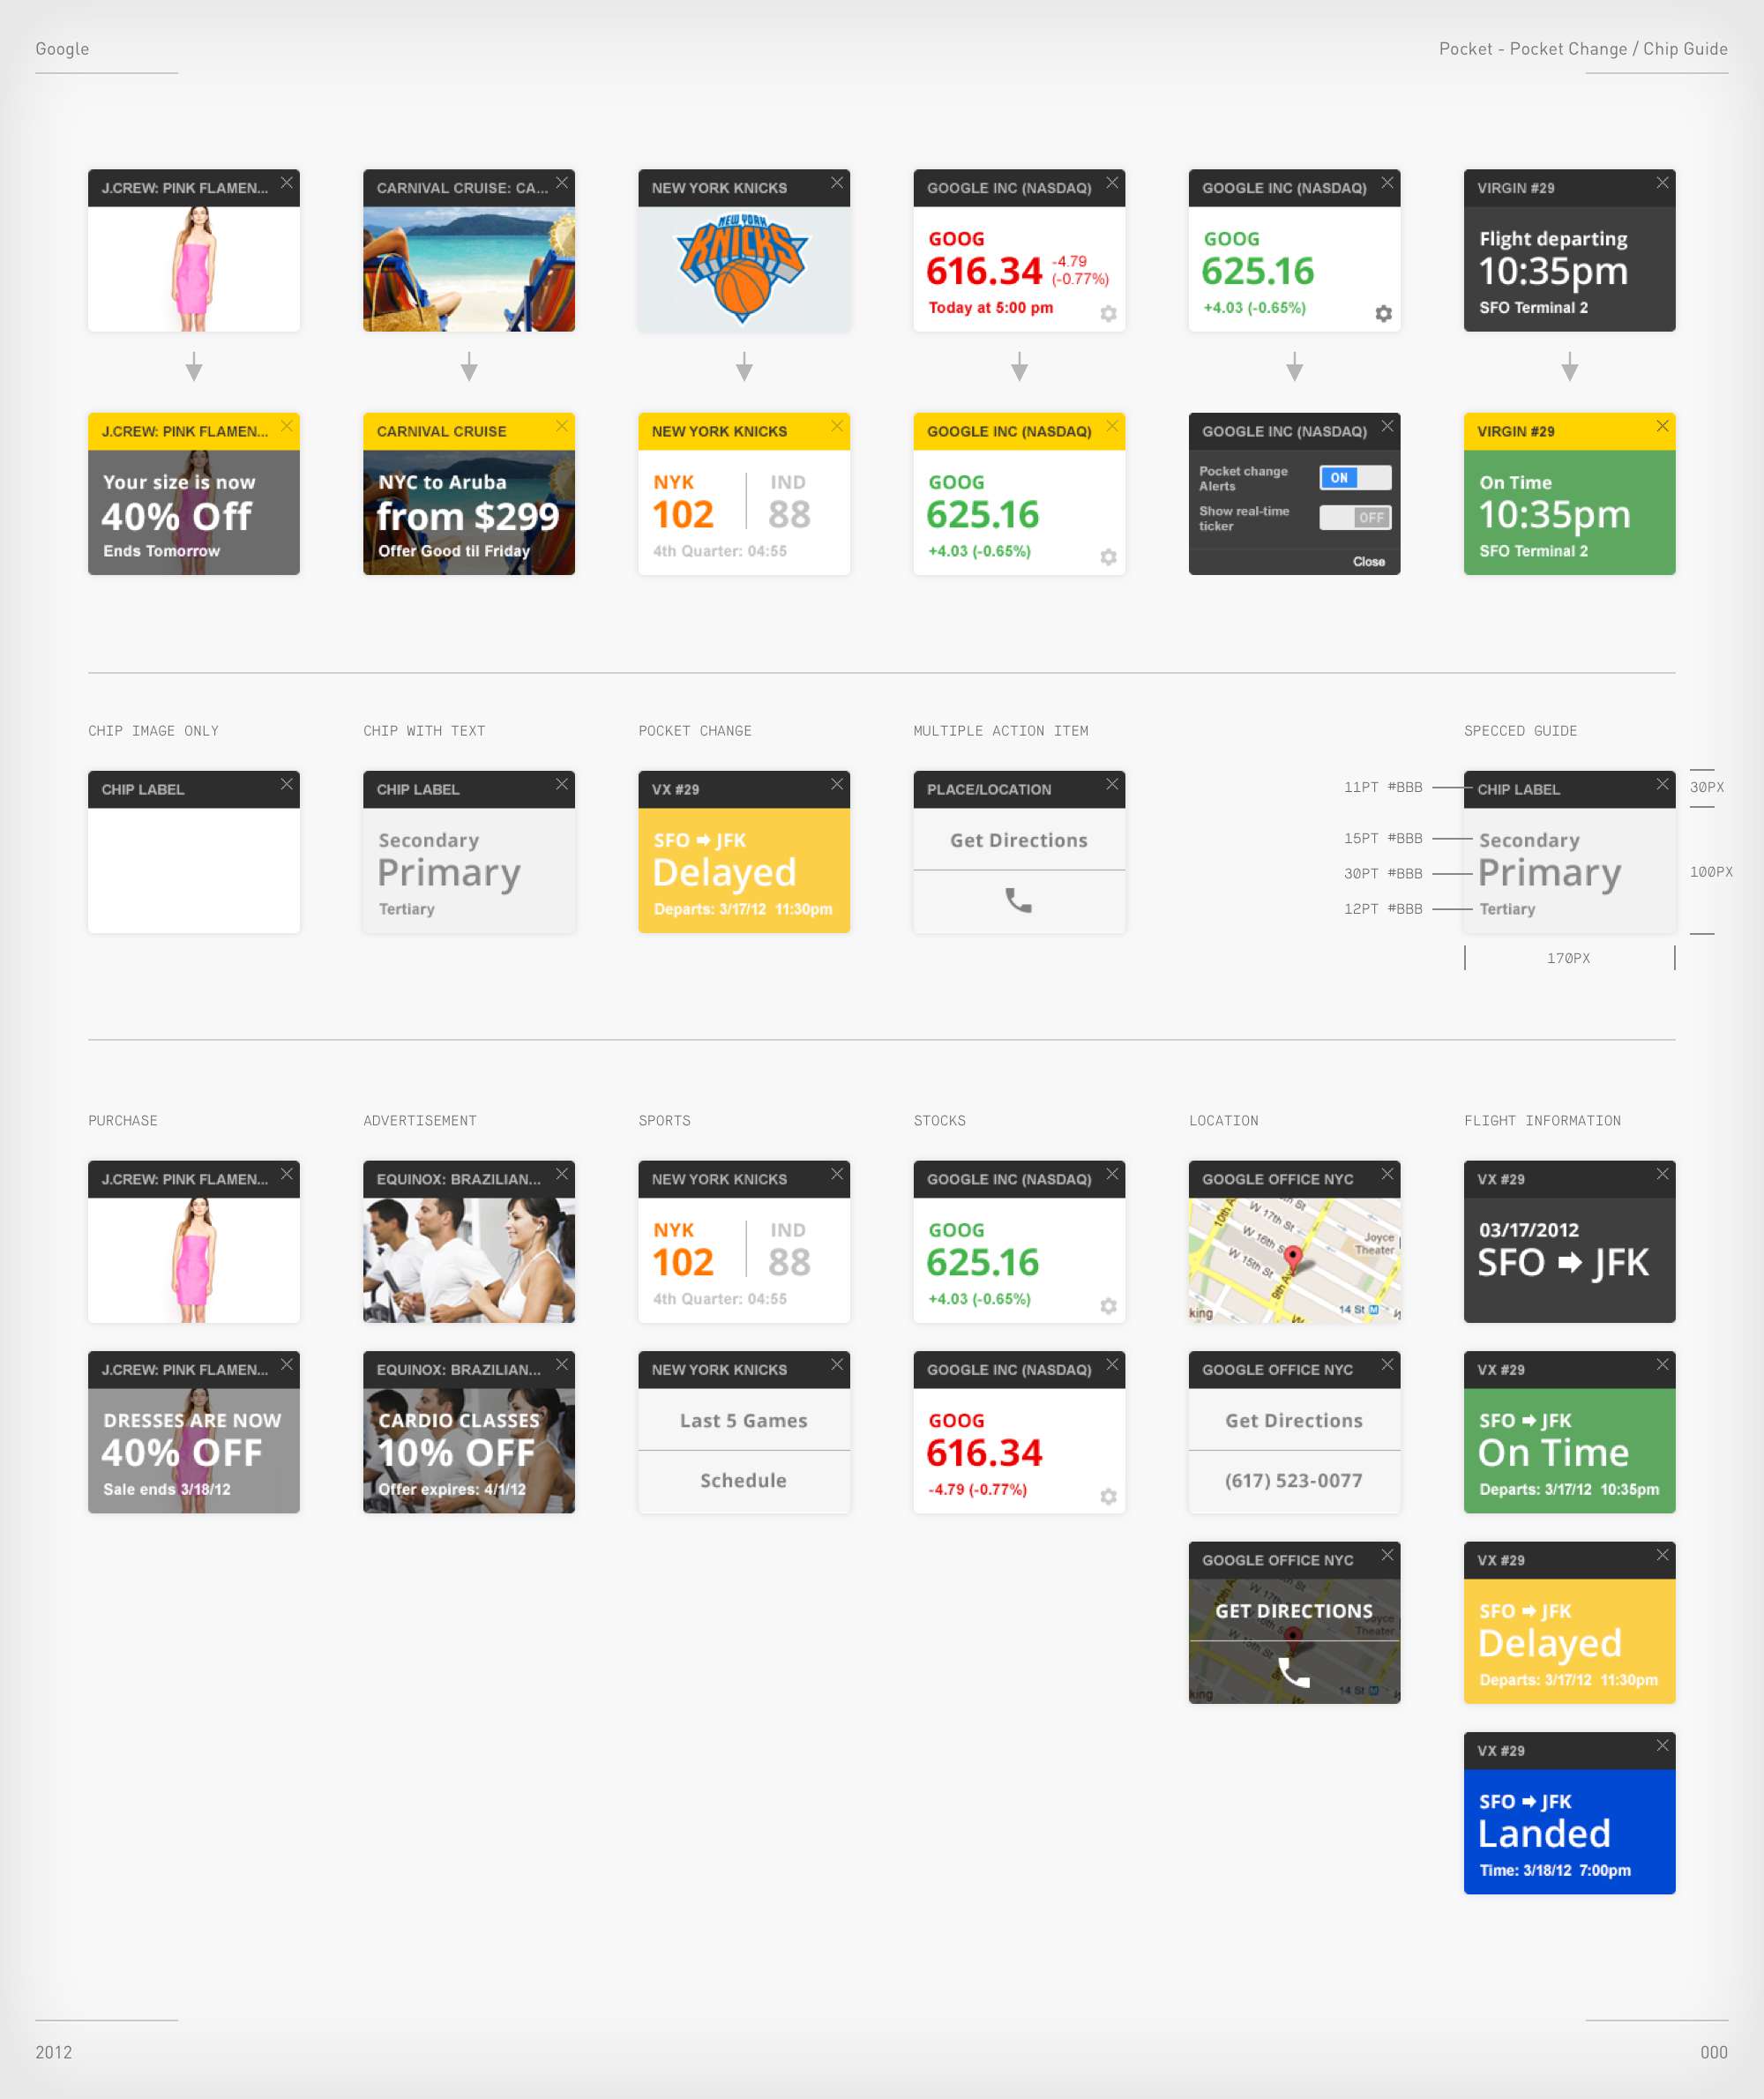 Google
Pocket - Pocket Change / Chip Guide
J.CREW: PINK FLAMEN...
CARNIVAL CRUISE: CA...
NEW YORK KNICKS
NEW YORK
KNICKS
GOOGLE INC (NASDAQ)
GOOG
616.34
-4.79
(-0.77%)
Today at 5:00 pm
GOOGLE INC (NASDAQ)
GOOG
625.16
+4.03 (-0.65%)
VIRGIN #29
Flight departing
10:35pm
SFO Terminal 2
J.CREW: PINK FLAMEN...
Your size is now
40% Off
Ends Tomorrow
CARNIVAL CRUISE
NYC to Aruba
from $299
Offer Good til Friday
NEW YORK KNICKS
NYK
102
IND
88
4th Quarter: 04:55
GOOGLE INC (NASDAQ)
GOOG
625.16
+4.03 (-0.65%)
GOOGLE INC (NASDAQ)
Pocket change
Alerts
ON
Show real-time
ticker
OFF
Close
VIRGIN #29
On Time
10:35pm
SFO Terminal 2
CHIP IMAGE ONLY
CHIP LABEL
CHIP WITH TEXT
CHIP LABEL
Secondary
Primary
Tertiary
POCKET CHANGE
VX #29
SFO ➡ JFK
Delayed
Departs: 3/17/12 11:30pm
MULTIPLE ACTION ITEM
PLACE/LOCATION
Get Directions
SPECCED GUIDE
11PT #BBB
15PT #BBB
30PT #BBB
12PT #BBB
CHIP LABEL
Secondary
Primary
Tertiary
30PX
100PX
170PX
PURCHASE
J.CREW: PINK FLAMEN...
J.CREW: PINK FLAMEN...
DRESSES ARE NOW
40% OFF
Sale ends 3/18/12
ADVERTISEMENT
EQUINOX: BRAZILIAN...
EQUINOX: BRAZILIAN...
CARDIO CLASSES
10% OFF
Offer expires: 4/1/12
SPORTS
NEW YORK KNICKS
NYK
102
IND
88
4th Quarter: 04:55
NEW YORK KNICKS
Last 5 Games
Schedule
STOCKS
GOOGLE INC (NASDAQ)
GOOG
625.16
+4.03 (-0.65%)
GOOGLE INC (NASDAQ)
GOOG
616.34
-4.79 (-0.77%)
LOCATION
GOOGLE OFFICE NYC
10th A
W 17th St
W 16th St
W 15th St
9th Av
Joyce
Theater
14 St M
king
GOOGLE OFFICE NYC
Get Directions
(617) 523-0077
GOOGLE OFFICE NYC
GET DIRECTIONS
Joyce
Theater
14 St M
king
FLIGHT INFORMATION
VX #29
03/17/2012
SFO ➡ JFK
VX #29
SFO ➡ JFK
On Time
Departs: 3/17/12 10:35pm
VX #29
SFO ➡ JFK
Delayed
Departs: 3/17/12 11:30pm
VX #29
SFO ➡ JFK
Landed
Time: 3/18/12 7:00pm
2012
000